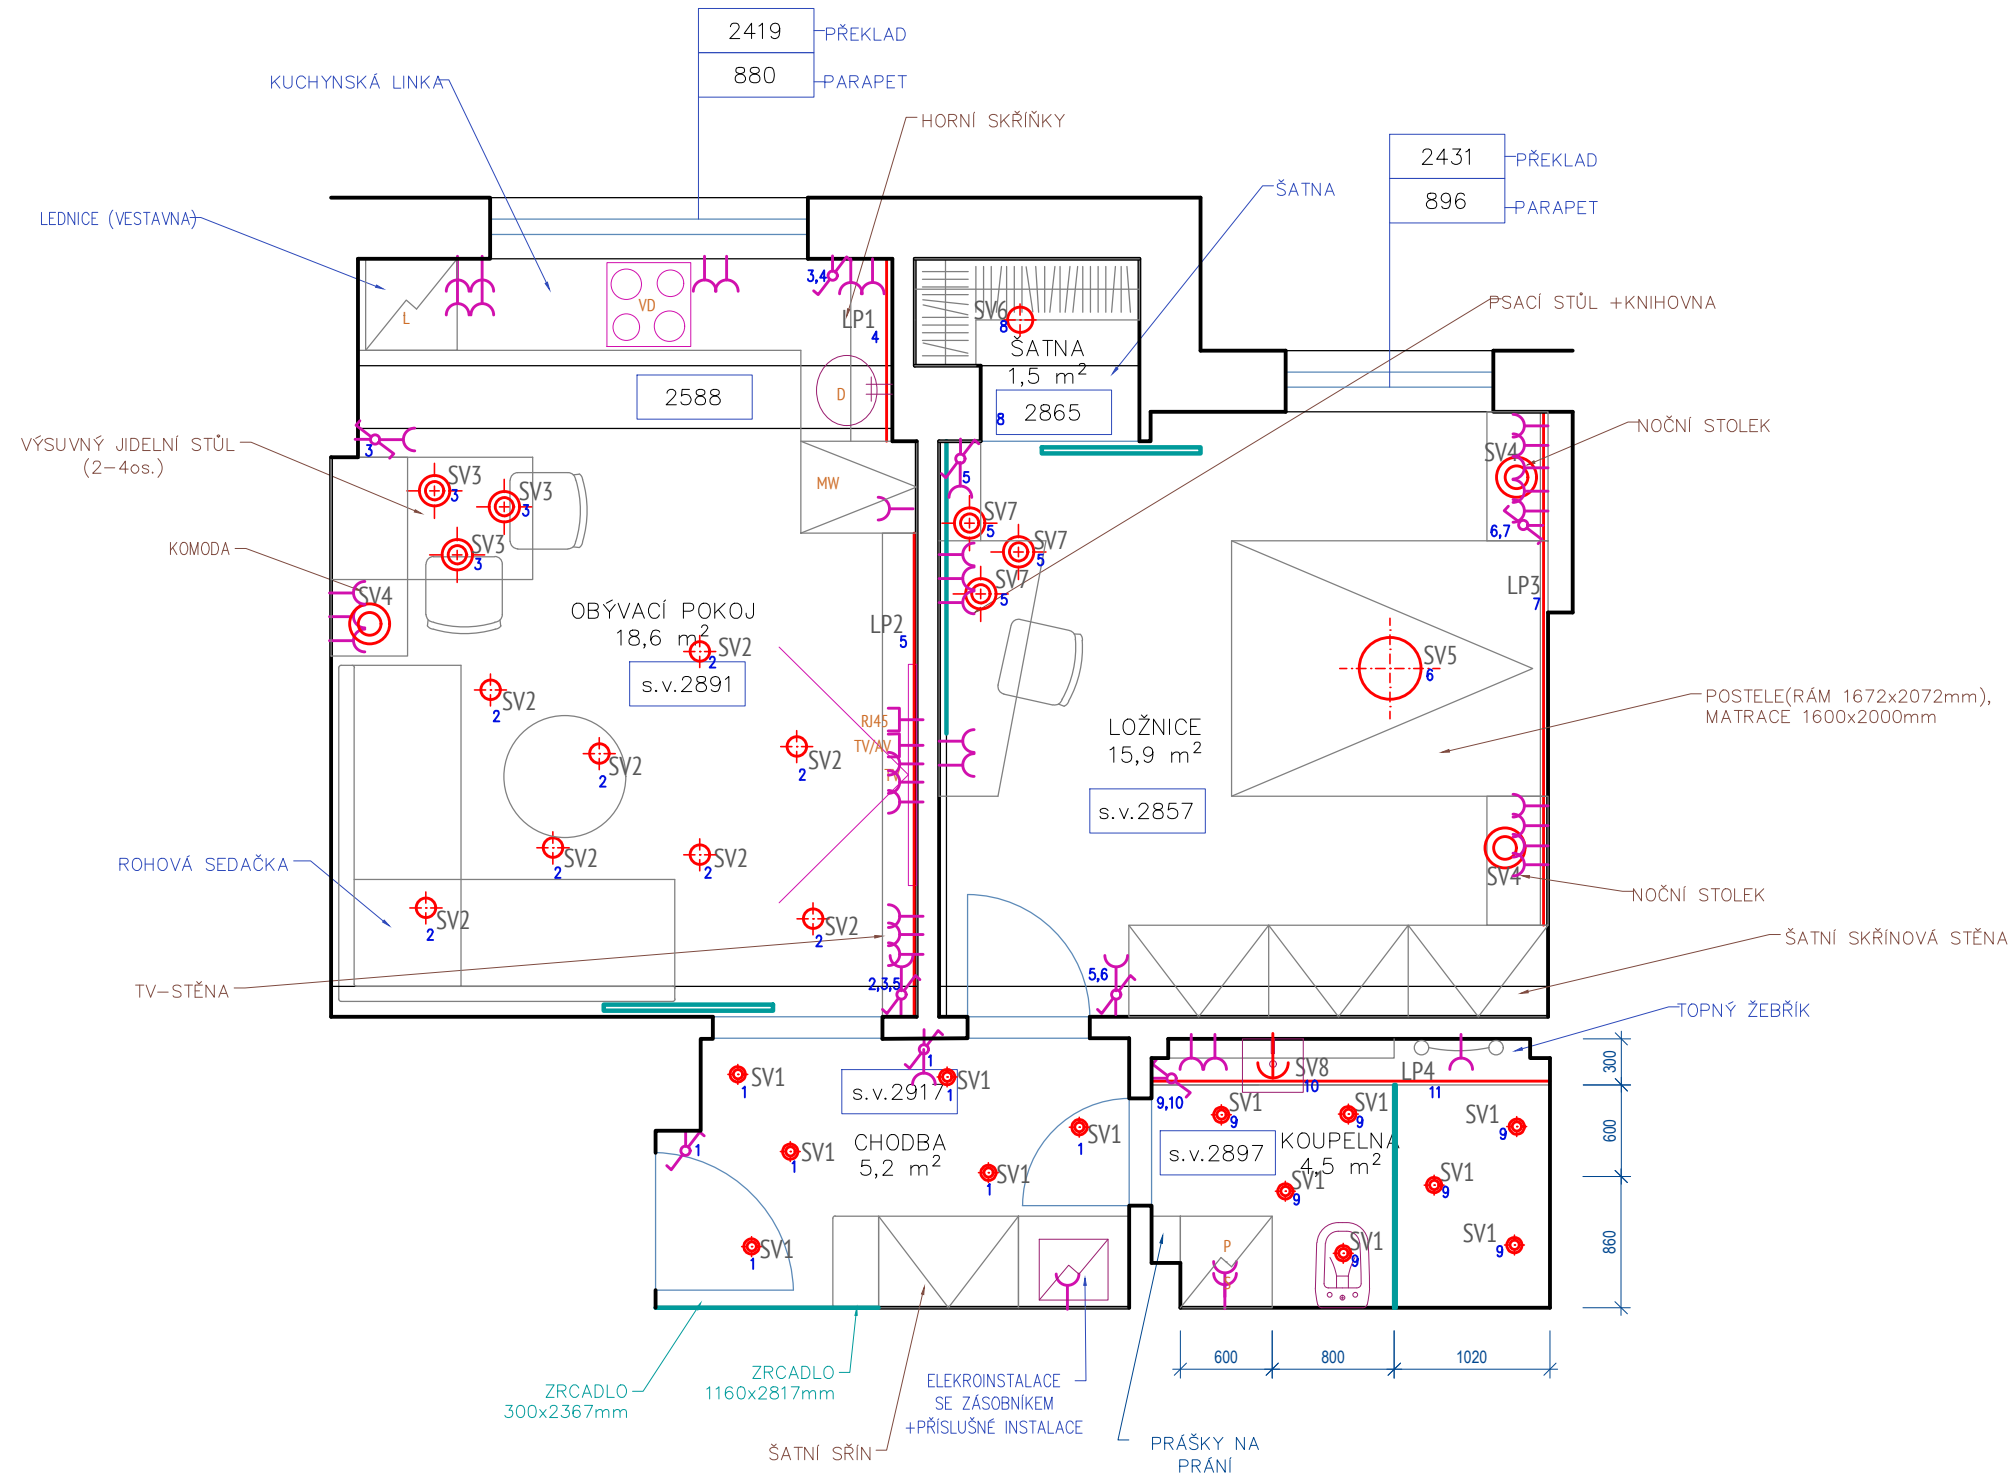 2419
PŘEKLAD
880
PARAPET
KUCHYNSKÁ LINKA
HORNÍ SKŘÍŇKY
2431
PŘEKLAD
896
PARAPET
ŠATNA
LEDNICE (VESTAVNA)
3,4
VD
L
LP1
4
SV6
8
ŠATNA
1,5 m²
PSACÍ STŮL +KNIHOVNA
2588
D
2865
8
VÝSUVNÝ JIDELNÍ STŮL
(2-4os.)
3
NOČNÍ STOLEK
SV4
MW
5
SV3
3
SV3
3
SV7
5
6,7
KOMODA
SV3
3
SV7
5
SV7
5
SV4
LP3
7
OBÝVACÍ POKOJ
18,6 m²
LP2
5
SV2
2
s.v.2891
SV5
6
SV2
2
POSTELE(RÁM 1672x2072mm),
MATRACE 1600x2000mm
RJ45
TV/AV
TV
LOŽNICE
15,9 m²
SV2
2
SV2
2
s.v.2857
ROHOVÁ SEDAČKA
SV2
2
SV2
2
SV4
NOČNÍ STOLEK
SV2
2
SV2
2
ŠATNÍ SKŘÍNOVÁ STĚNA
TV-STĚNA
2,3,5
5,6
TOPNÝ ŽEBŘÍK
1
SV1
1
s.v.2917
SV1
1
SV8
10
LP4
11
300
9,10
SV1
9
SV1
9
SV1
9
600
1
SV1
1
CHODBA
5,2 m²
SV1
1
s.v.2897
KOUPELNA
4,5 m²
SV1
1
SV1
9
SV1
9
SV1
1
P
SV1
9
SV1
9
860
600
800
1020
ZRCADLO
300x2367mm
ZRCADLO
1160x2817mm
ELEKROINSTALACE
SE ZÁSOBNÍKEM
+PŘÍSLUŠNÉ INSTALACE
ŠATNÍ SŘÍN
PRÁŠKY NA
PRÁNÍ